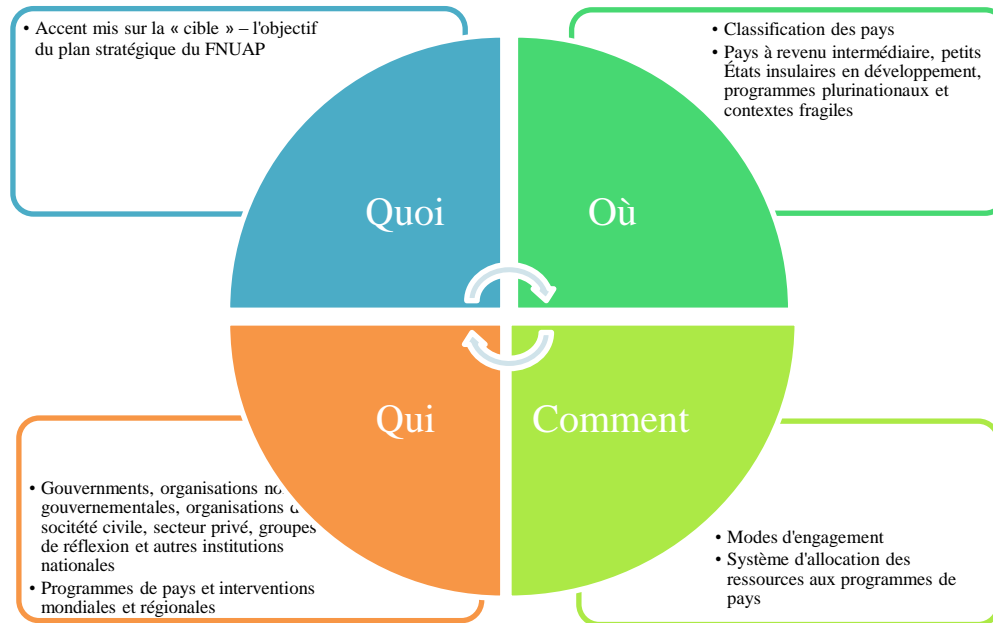 • Accent mis sur la « cible » – l'objectif
du plan stratégique du FNUAP
• Classification des pays
• Pays à revenu intermédiaire, petits
États insulaires en développement,
programmes plurinationaux et
contextes fragiles
Quoi
Où
Qui
Comment
• Gouvernments, organisations
gouvernementales, organisations
socitété civile, secteur privé, groupes
de réflexion et autres institutions
nationales
• Programmes de pays et interventions
mondiales et régionales
• Modes d'engagement
• Système d'allocation des
ressources aux programmes de
pays